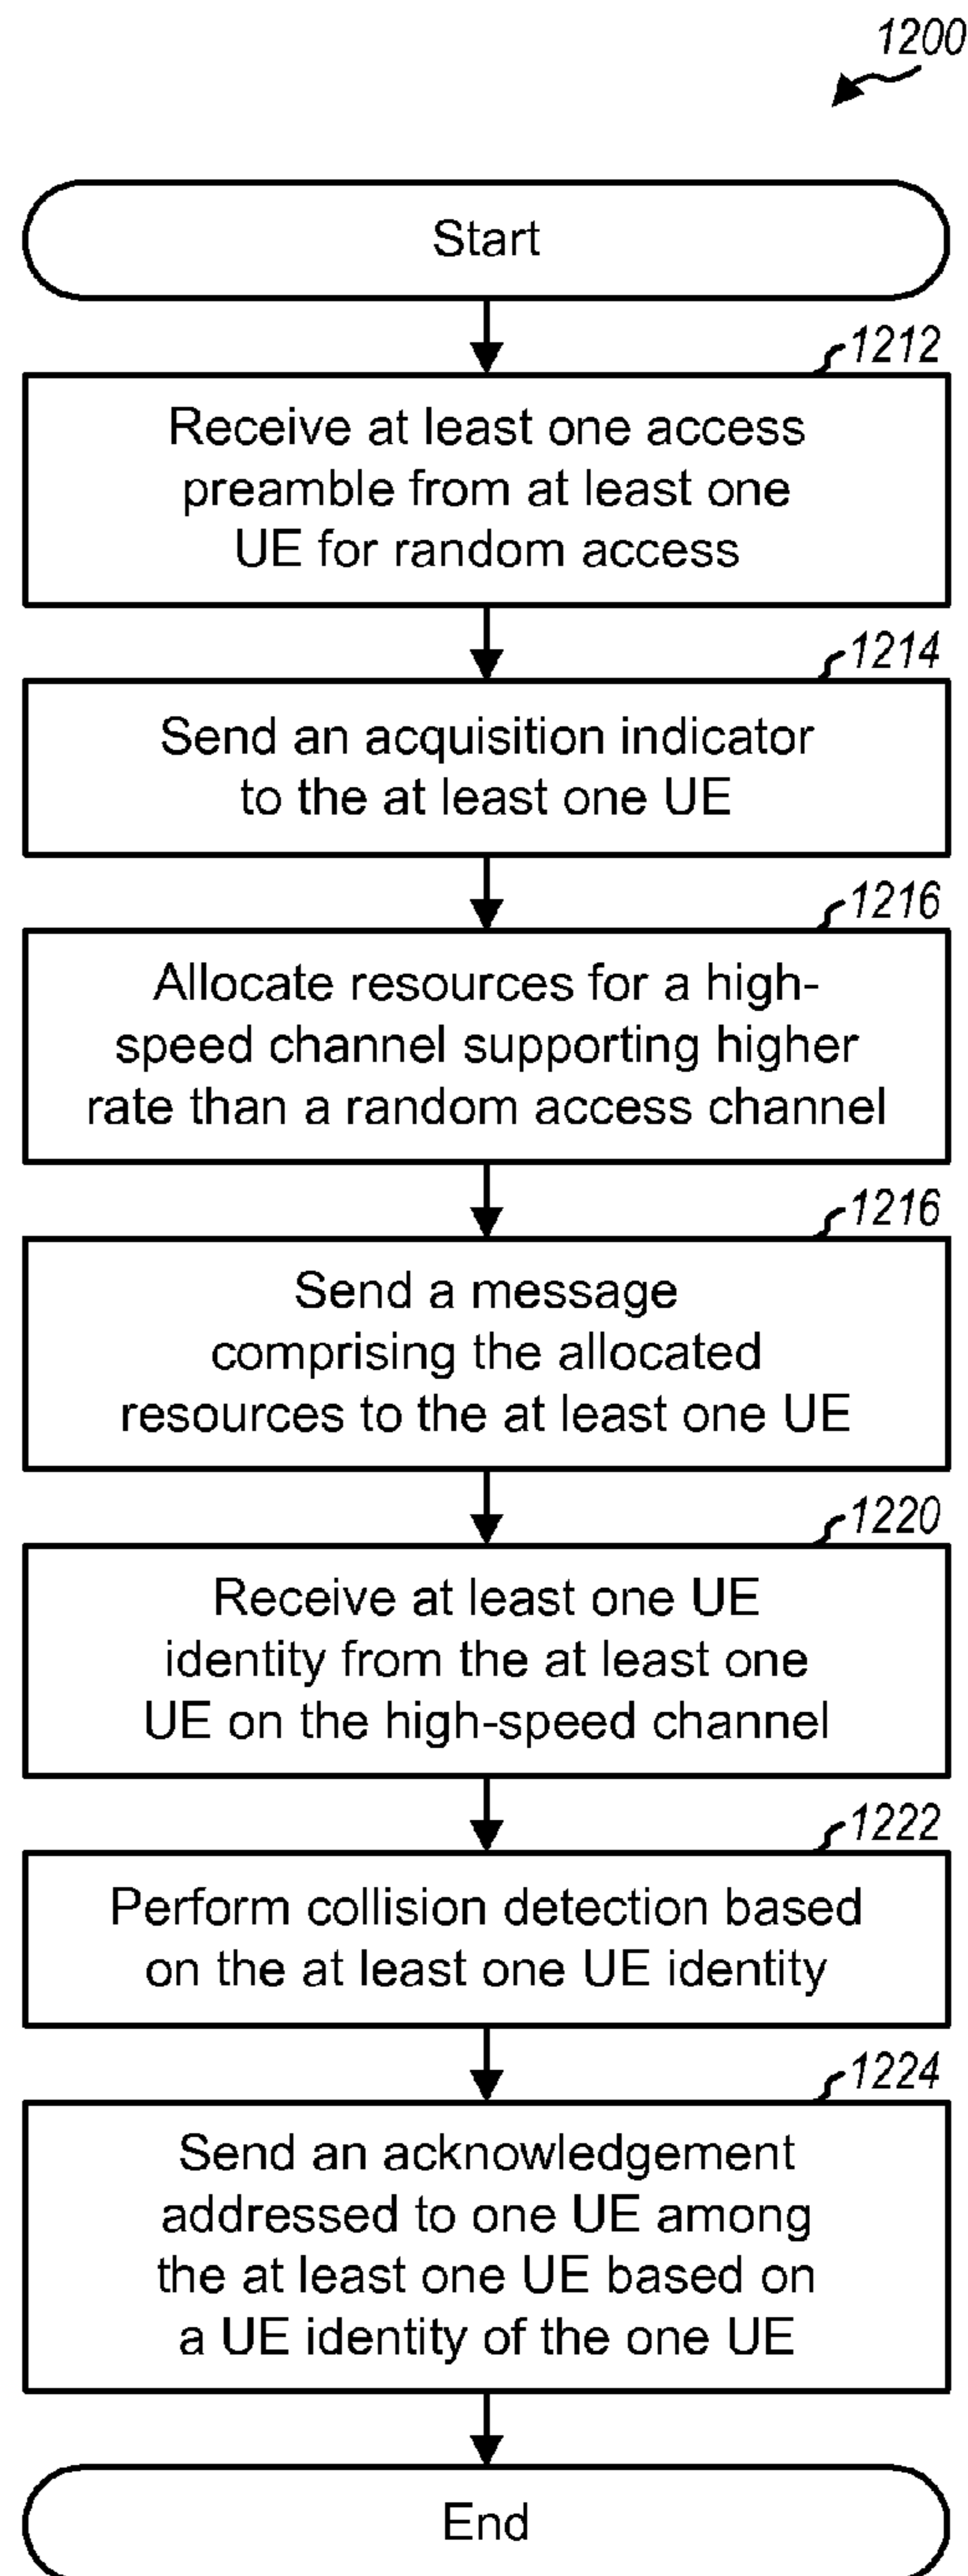 1200
Start
1212
Receive at least one access
preamble from at least one
UE for random access
1214
Send an acquisition indicator
to the at least one UE
1216
Allocate resources for a high-
speed channel supporting higher
rate than a random access channel
1216
Send a message
comprising the allocated
resources to the at least one UE
1220
Receive at least one UE
identity from the at least one
UE on the high-speed channel
1222
Perform collision detection based
on the at least one UE identity
1224
Send an acknowledgement
addressed to one UE among
the at least one UE based on
a UE identity of the one UE
End